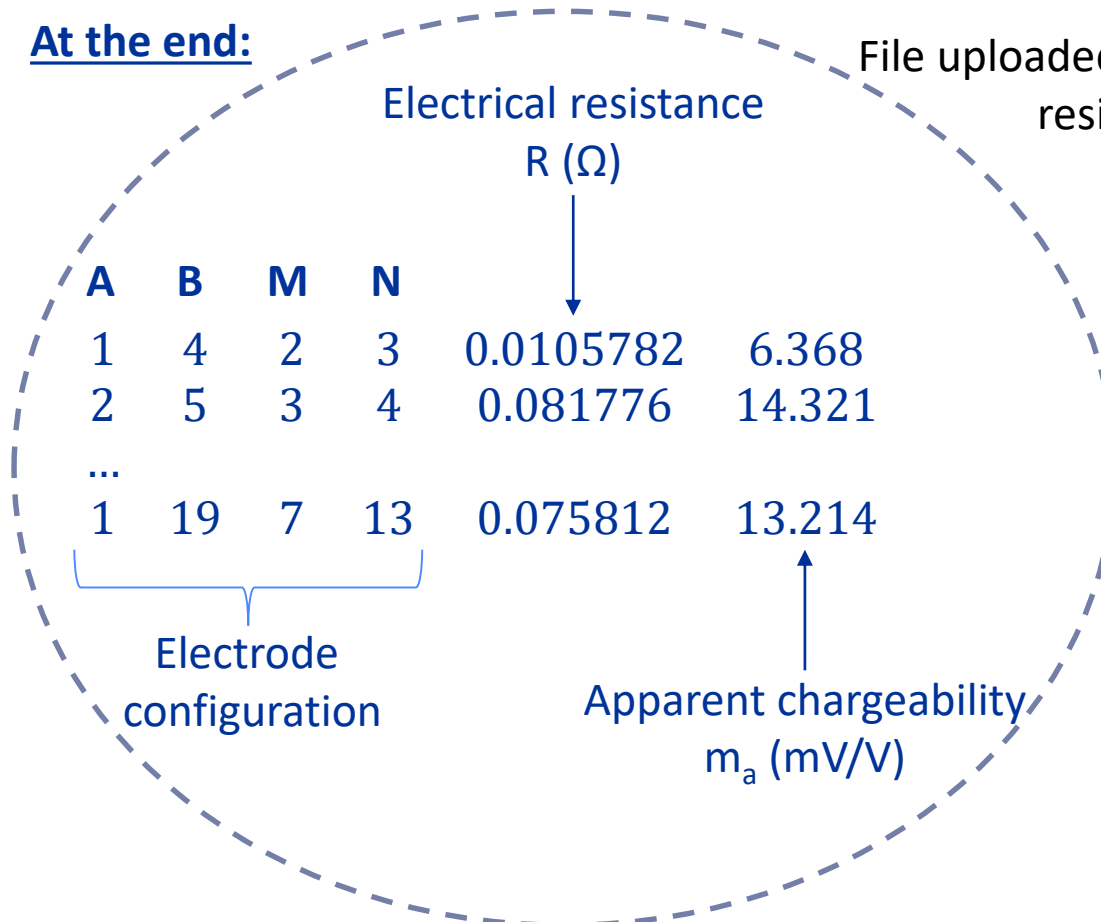 At the end:
File uploaded
resi
Electrical resistance
R (Ω)
A B M N
1 4 2 3 0.0105782 6.368
2 5 3 4 0.081776 14.321
...
1 19 7 13 0.075812 13.214
Electrode
configuration
Apparent chargeability
mₐ (mV/V)